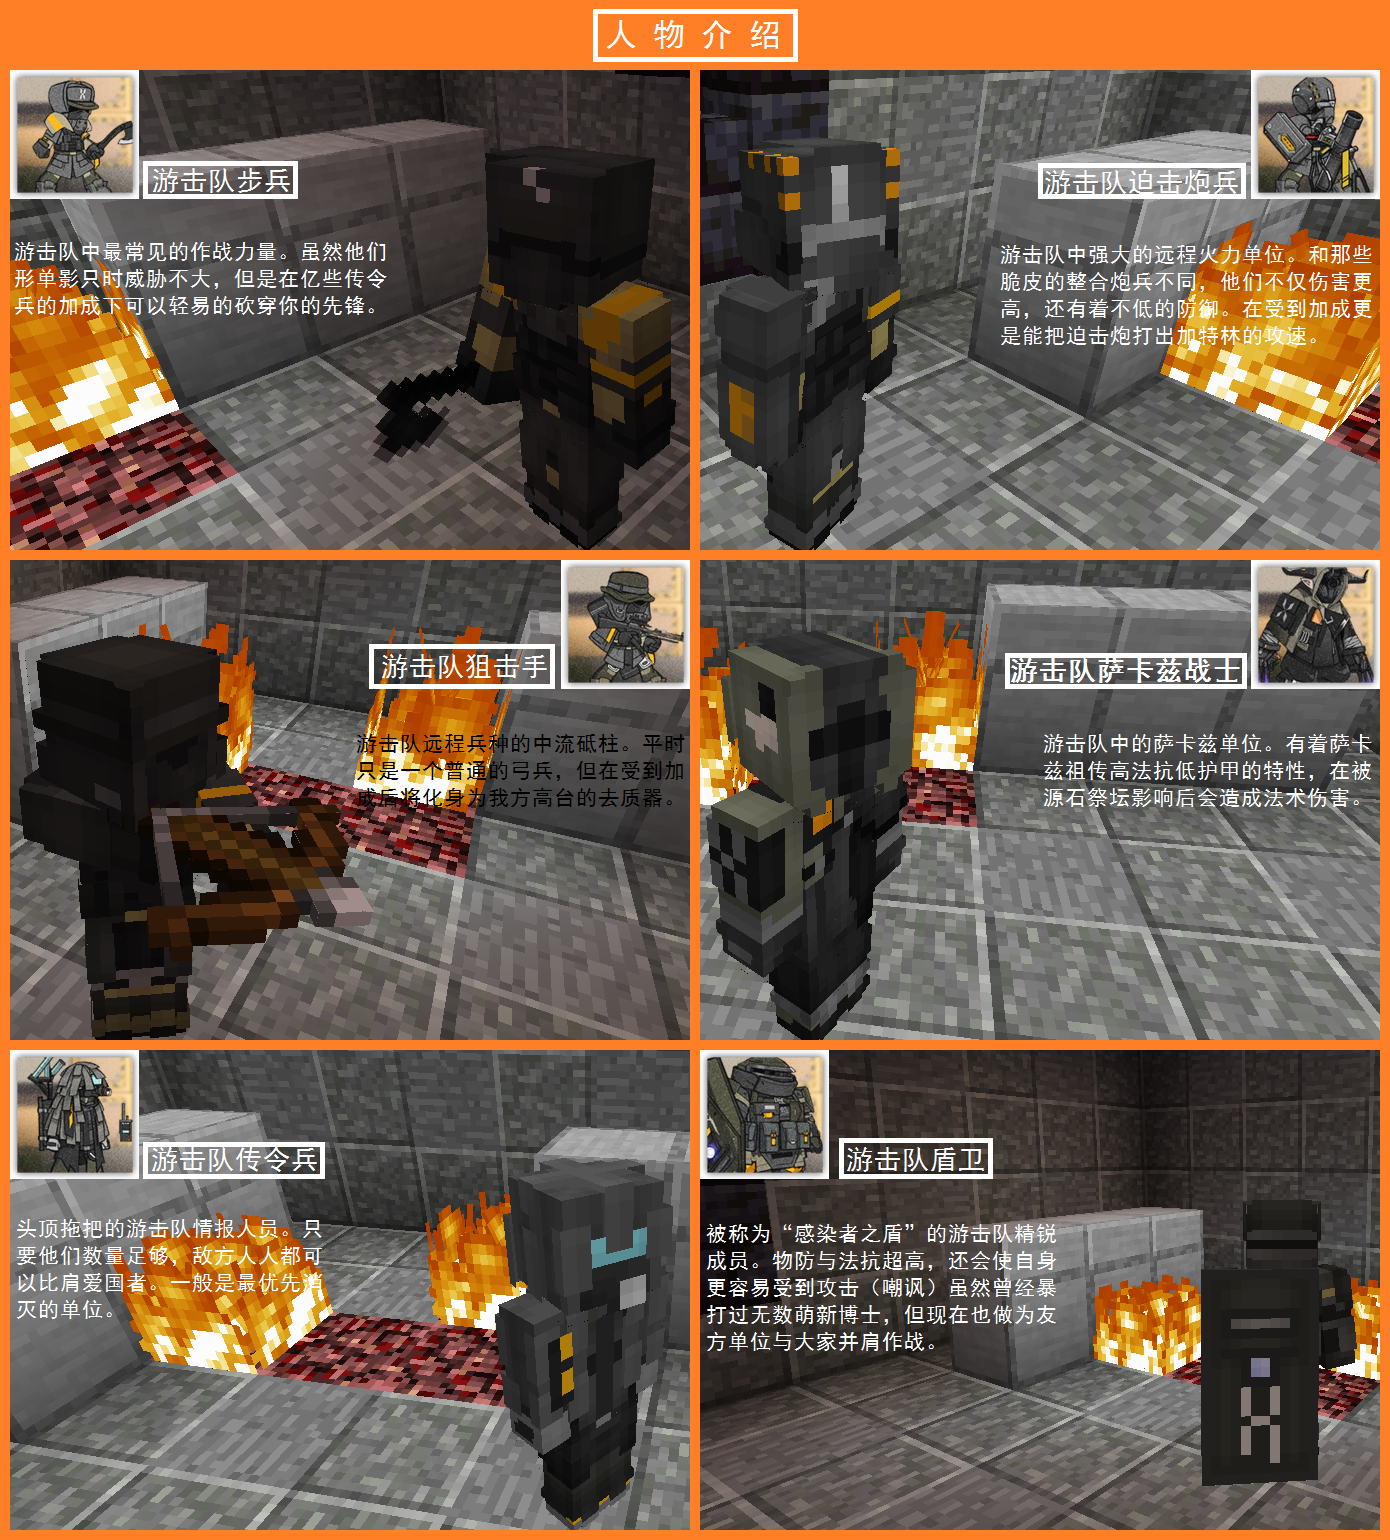 人物介绍
游击队步兵
游击队中最常见的作战力量。虽然他们
形单影只时威胁不大，但是在亿些传令
兵的加成下可以轻易的砍穿你的先锋。
游击队迫击炮兵
游击队中强大的远程火力单位。和那些
脆皮的整合炮兵不同，他们不仅伤害更
高，还有着不低的防御。在受到加成更
是能把迫击炮打出加特林的攻速。
游击队狙击手
游击队远程兵种的中流砥柱。平时
只是一个普通的弓兵，但在受到加
成后将化身为我方高台的去质器。
游击队萨卡兹战士
游击队中的萨卡兹单位。有着萨卡
兹祖传高法抗低护甲的特性，在被
源石祭坛影响后会造成法术伤害。
游击队传令兵
头顶拖把的游击队情报人员。只
要他们数量足够，敌方人人都可
以比肩爱国者。一般是最优先消
灭的单位。
游击队盾卫
被称为“感染者之盾”的游击队精锐
成员。物防与法抗超高，还会使自身
更容易受到攻击（嘲讽）虽然曾经暴
打过无数萌新博士，但现在也做为友
方单位与大家并肩作战。